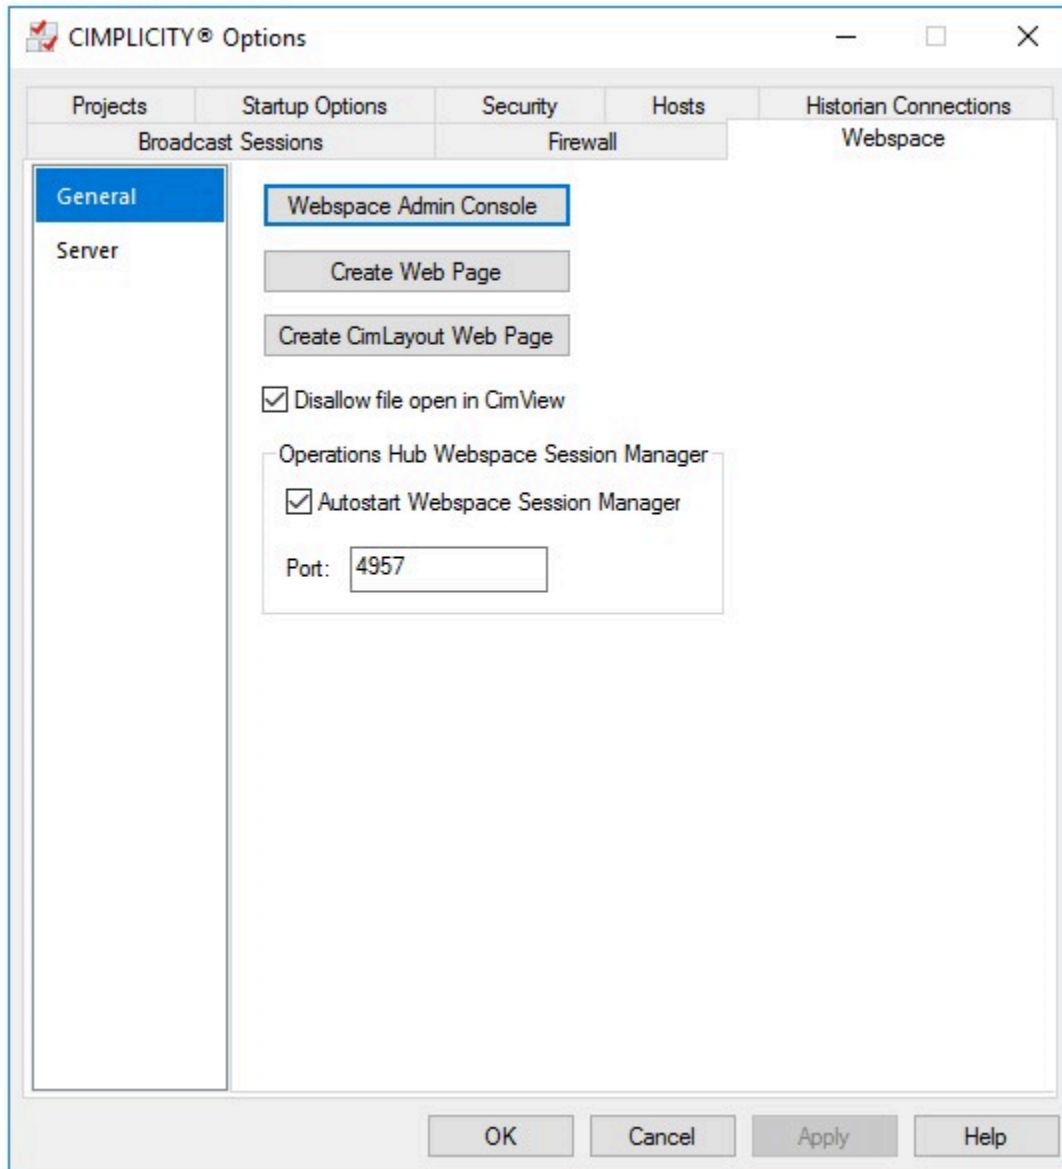 CIMPLICITY® Options
Projects Startup Options Security Hosts Historian Connections
Broadcast Sessions Firewall Webspace
General
Server
Webspace Admin Console
Create Web Page
Create CimLayout Web Page
Disallow file open in CimView
Operations Hub Webspace Session Manager
Autostart Webspace Session Manager
Port: 4957
OK Cancel Apply Help